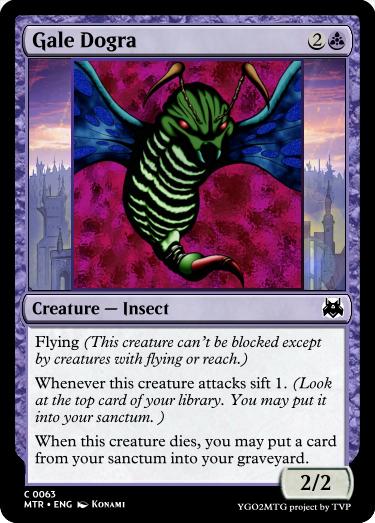 Gale Dogra
2
Creature — Insect
Flying (This creature can't be blocked except
by creatures with flying or reach.)
Whenever this creature attacks sift 1. (Look
at the top card of your library. You may put it
into your sanctum. )
When this creature dies, you may put a card
from your sanctum into your graveyard.
2/2
C 0063
MTR • ENG KONAMI
YGO2MTG project by TVP